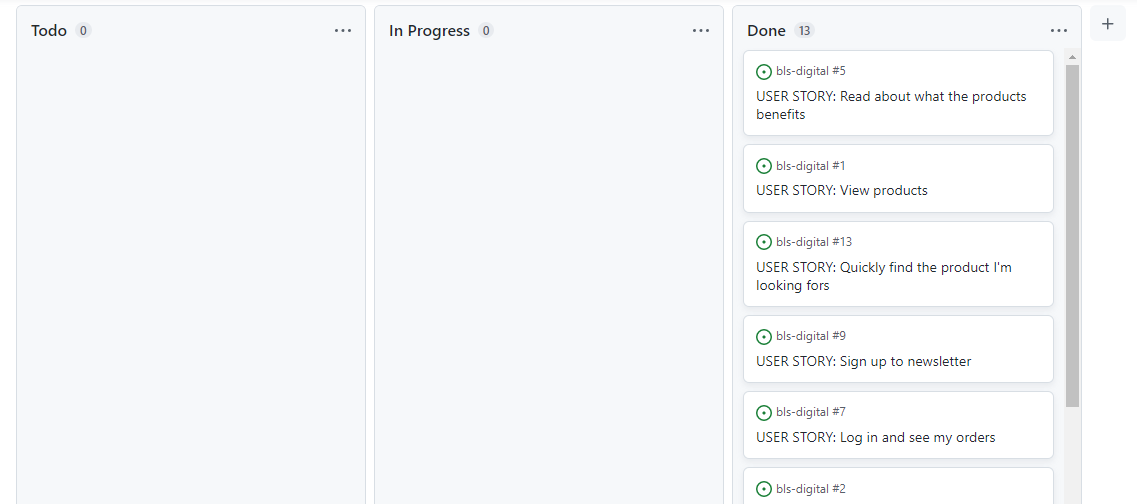 Todo 0
In Progress 0
Done 13
bls-digital #5
USER STORY: Read about what the products
benefits
bls-digital #1
USER STORY: View products
bls-digital #13
USER STORY: Quickly find the product I'm
looking fors
bls-digital #9
USER STORY: Sign up to newsletter
bls-digital #7
USER STORY: Log in and see my orders
bls-digital #2